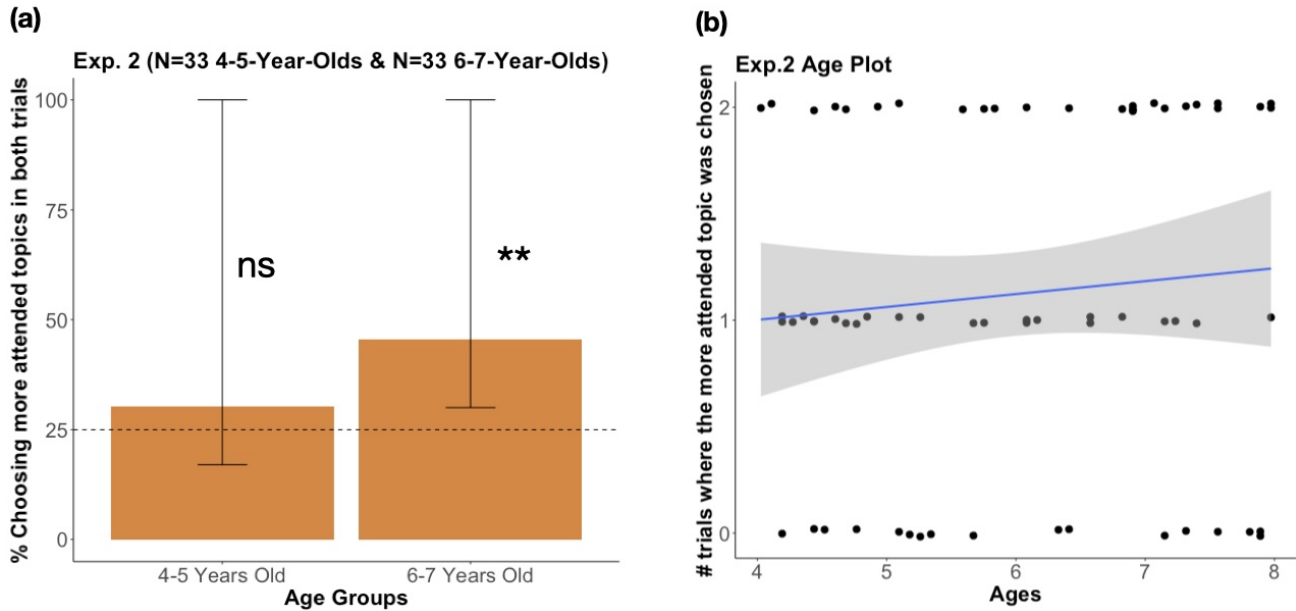 (a)
Exp. 2 (N=33 4-5-Year-Olds & N=33 6-7-Year-Olds)
% Choosing more attended topics in both trials
100
75
50
25
0
ns
**
4-5 Years Old
6-7 Years Old
Age Groups
(b)
Exp.2 Age Plot
# trials where the more attended topic was chosen
2
1
0
4
5
6
7
8
Ages